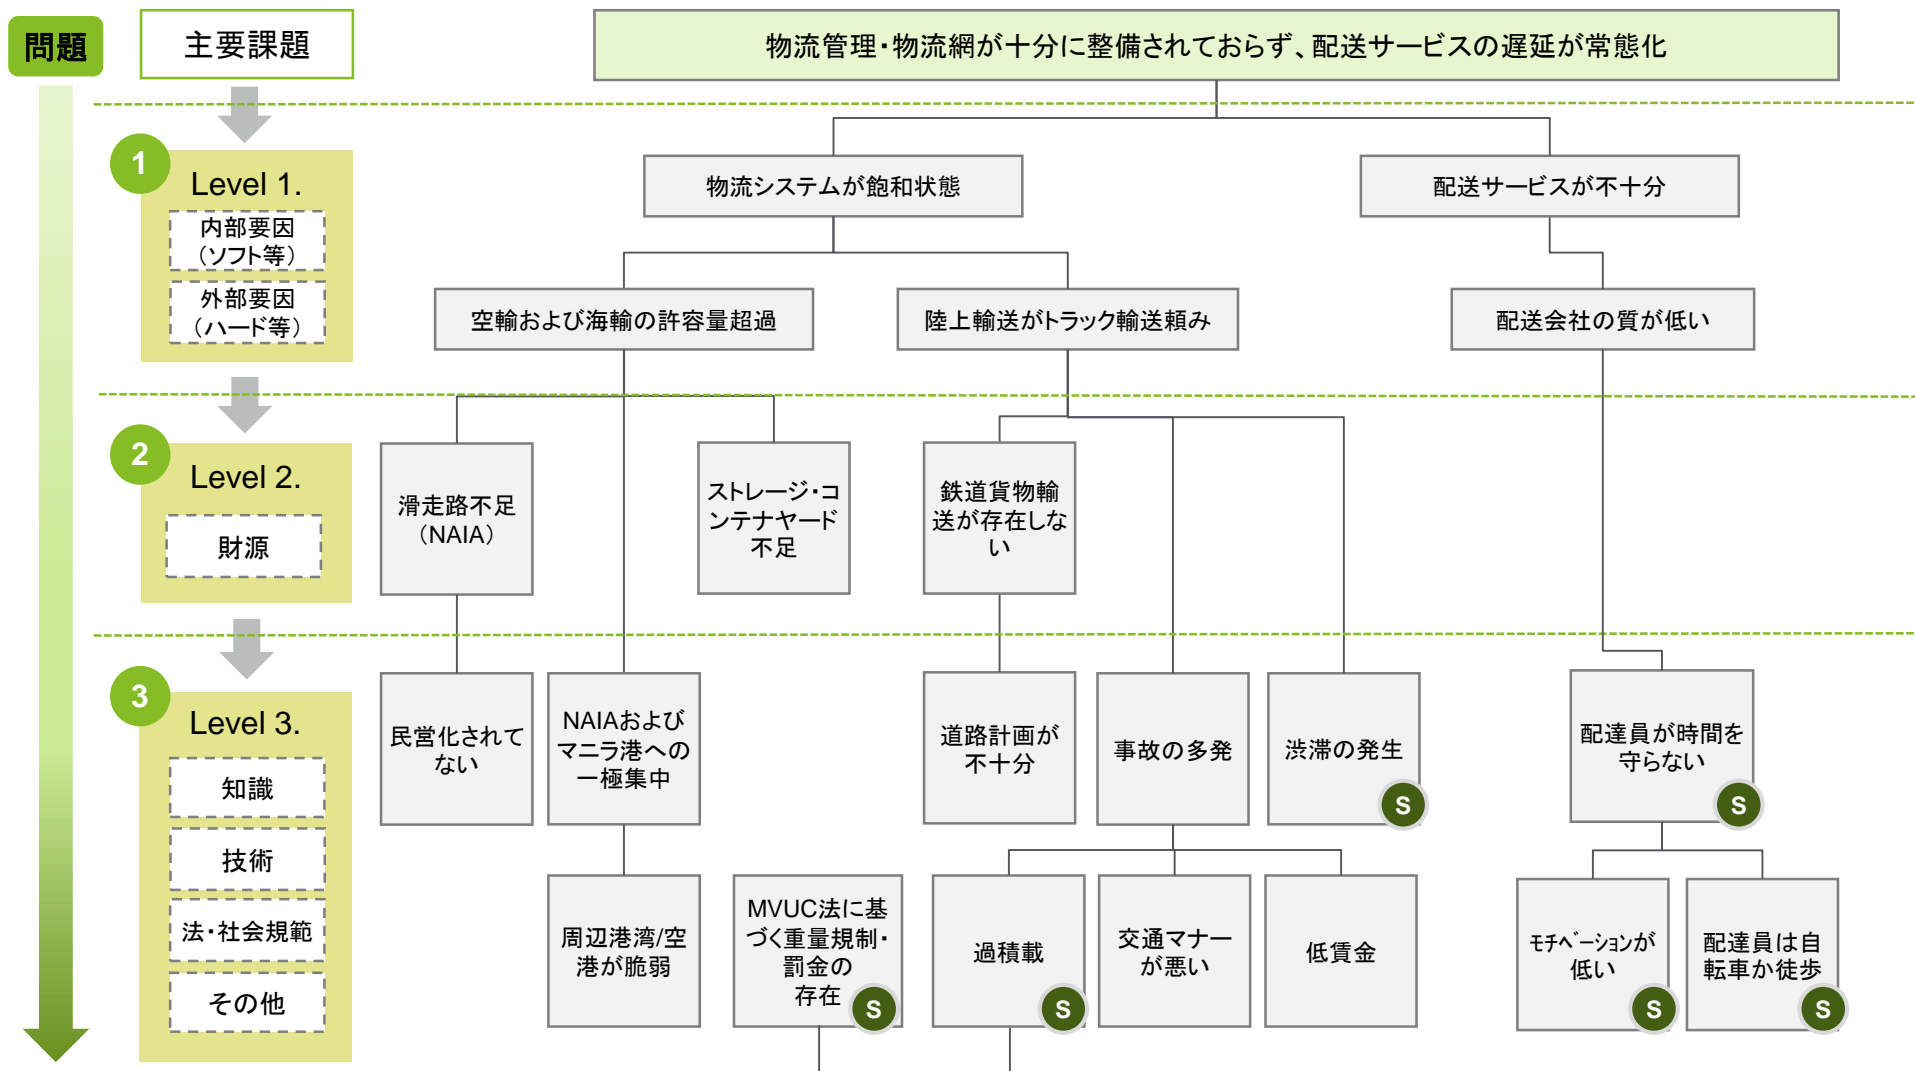 問題
主要課題
物流管理・物流網が十分に整備されておらず、配送サービスの遅延が常態化
1
Level 1.
内部要因
（ソフト等）
外部要因
（ハード等）
物流システムが飽和状態
配送サービスが不十分
空輸および海輸の許容量超過
陸上輸送がトラック輸送頼み
配送会社の質が低い
2
Level 2.
財源
滑走路不足
（NAIA）
ストレージ・コ
ンテナヤード
不足
鉄道貨物輸
送が存在しな
い
3
Level 3.
知識
技術
法・社会規範
その他
民営化されて
ない
NAIAおよび
マニラ港への
一極集中
道路計画が
不十分
事故の多発
渋滞の発生
S
配達員が時間を
守らない
S
周辺港湾/空
港が脆弱
MVUC法に基
づく重量規制・
罰金の
存在
S
過積載
S
交通マナー
が悪い
低賃金
ﾓﾁﾍﾞｰｼｮﾝが
低い
S
配達員は自
転車か徒歩
S